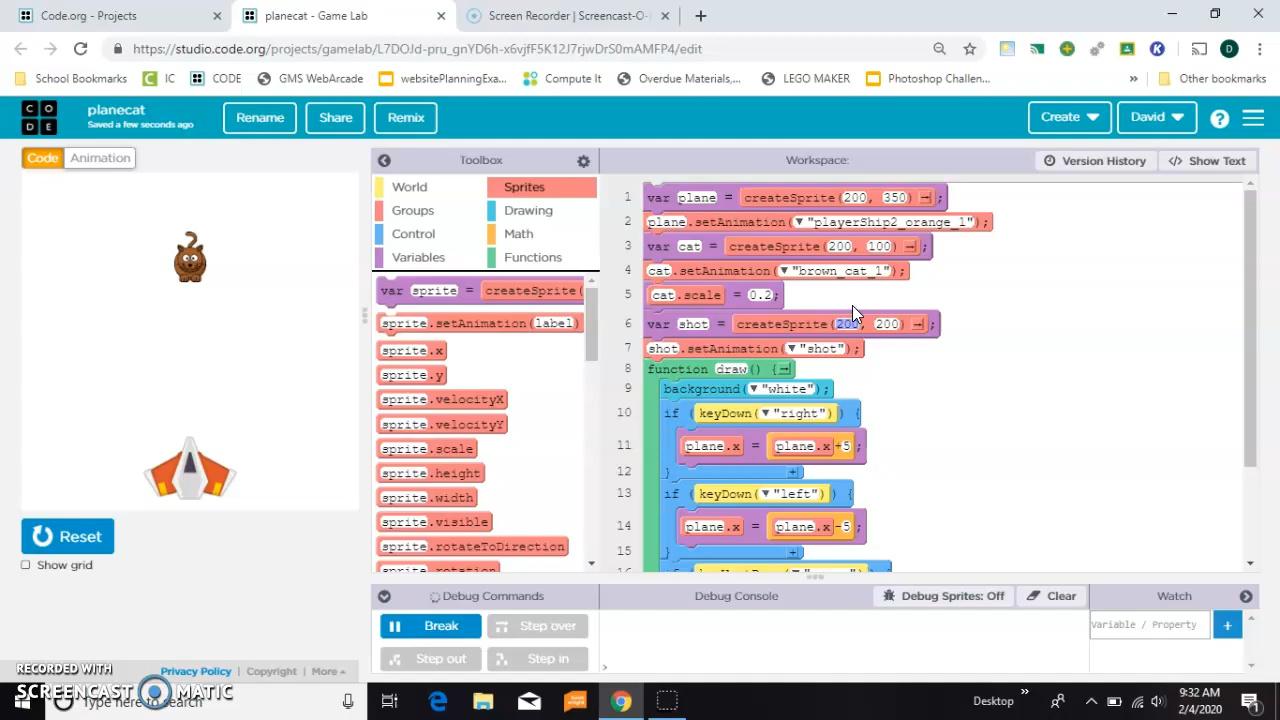 Code.org
planecat - Game Lab
Screen Recorder | Screencast-O-
https://studio.code.org/projects/gamelab/L7DOJd-pru_gnYD6h-x6vjfF5K12J7rjwDrS0mAMFP4/edit
D
School Bookmarks
IC
CODE
GMS WebArcade
websitePlanningExa...
Compute It
Overdue Materials,...
LEGO MAKER
Photoshop Challen...
Other bookmarks
C O D E
planecat
Saved a few seconds ago
Rename
Share
Remix
Create
David
Code
Animation
Toolbox
Workspace:
Version History
Show Text
World
Sprites
Groups
Drawing
Control
Math
Variables
Functions
var sprite = createSprite(
sprite.setAnimation(label)
sprite.x
sprite.y
sprite.velocityX
sprite.velocityY
sprite.scale
sprite.height
sprite.width
sprite.visible
sprite.rotateToDirection
1 var plane = createSprite(200, 350);
2 plane.setAnimation("playerShip2_orange_1");
3 var cat = createSprite(200, 100);
4 cat.setAnimation("brown_cat_1");
5 cat.scale = 0.2;
6 var shot = createSprite(200, 200);
7 shot.setAnimation("shot");
8 function draw() {
9 background("white");
10 if (keyDown("right")) {
11 plane.x = plane.x+5;
12 }
13 if (keyDown("left")) {
14 plane.x = plane.x-5;
15 }
Reset
Show grid
Debug Commands
Debug Console
Debug Sprites: Off
Clear
Watch
Break
Step over
Step out
Step in
Variable / Property
+
>
Privacy Policy | Copyright | More
RECORDED WITH
SCREENCAST MATIC
Type here to search
Desktop
9:32 AM
2/4/2020